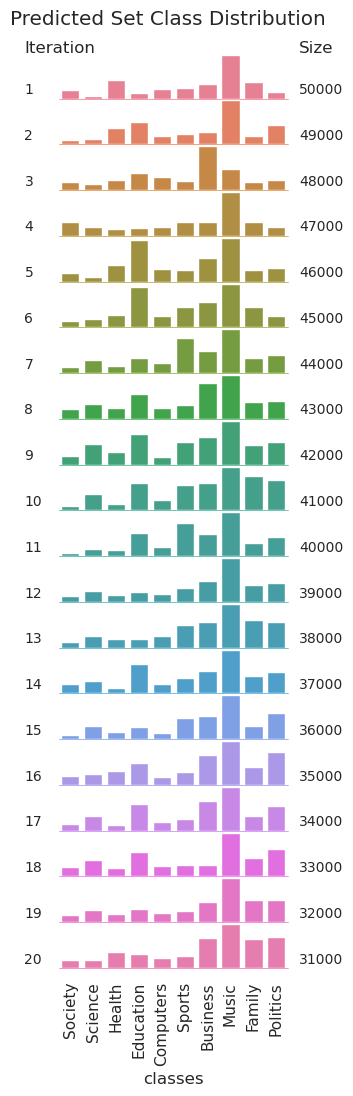 Predicted Set Class Distribution
Iteration Size
1 50000
2 49000
3 48000
4 47000
5 46000
6 45000
7 44000
8 43000
9 42000
10 41000
11 40000
12 39000
13 38000
14 37000
15 36000
16 35000
17 34000
18 33000
19 32000
20 31000
Society
Science
Health
Education
Computers
Sports
Business
Music
Family
Politics
classes